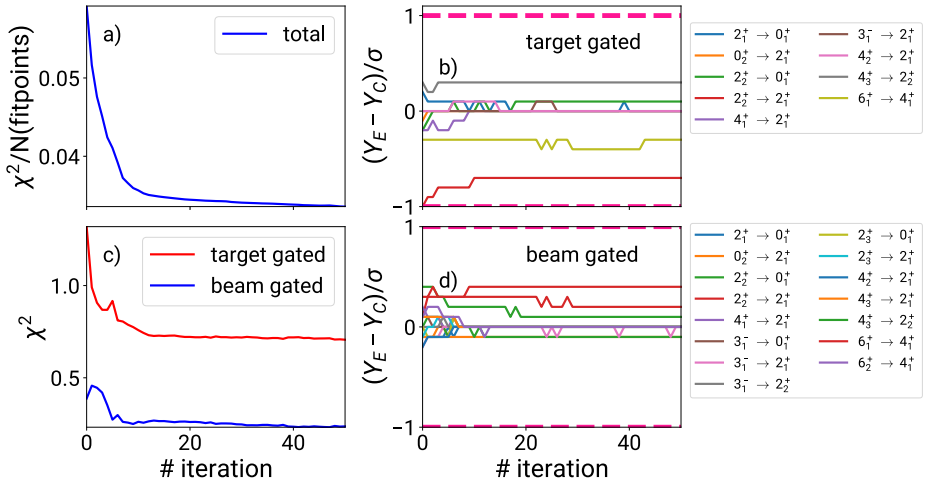 a)
total
χ²/N(fitpoints)
0.05
0.04
target gated
b)
(Y_E − Y_C)/σ
1
0
−1
2₁⁺ → 0₁⁺
0₂⁺ → 2₁⁺
2₂⁺ → 0₁⁺
2₂⁺ → 2₁⁺
4₁⁺ → 2₁⁺
3₁⁻ → 2₁⁺
4₂⁺ → 2₁⁺
4₃⁺ → 2₂⁺
6₁⁺ → 4₁⁺
c)
target gated
beam gated
χ²
1.0
0.5
0
20
40
# iteration
beam gated
d)
(Y_E − Y_C)/σ
1
0
−1
0
20
40
# iteration
2₁⁺ → 0₁⁺
0₂⁺ → 2₁⁺
2₂⁺ → 0₁⁺
2₂⁺ → 2₁⁺
4₁⁺ → 2₁⁺
3₁⁻ → 0₁⁺
3₁⁻ → 2₁⁺
3₁⁻ → 2₂⁺
2₃⁺ → 0₁⁺
2₃⁺ → 2₁⁺
4₂⁺ → 2₁⁺
4₃⁺ → 2₁⁺
4₃⁺ → 2₂⁺
6₁⁺ → 4₁⁺
6₂⁺ → 4₁⁺